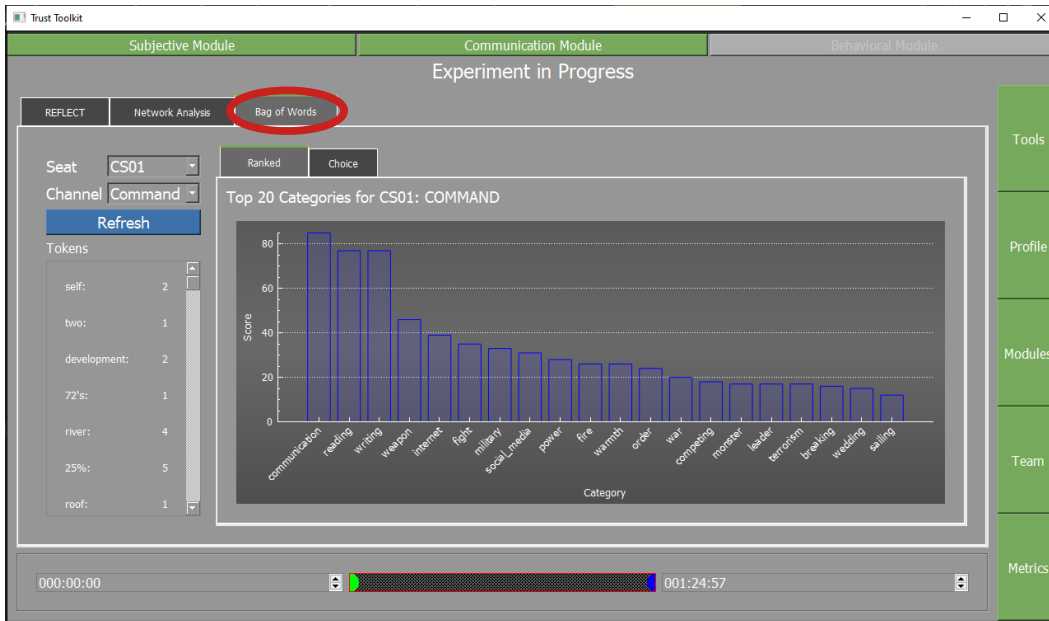 Trust Toolkit
Subjective Module
Communication Module
Behavioral Module
Experiment in Progress
REFLECT
Network Analysis
Bag of Words
Seat
CS01
Channel
Command
Refresh
Tokens
self: 2
two: 1
development: 2
72's: 1
river: 4
25%: 5
roof: 1
Ranked
Choice
Top 20 Categories for CS01: COMMAND
Score
80
60
40
20
0
communication
reading
writing
weapon
internet
fight
military
social_media
power
fire
warmth
order
war
competing
monster
leader
terrorism
breaking
wedding
sailing
Category
Tools
Profile
Modules
Team
Metrics
000:00:00
001:24:57